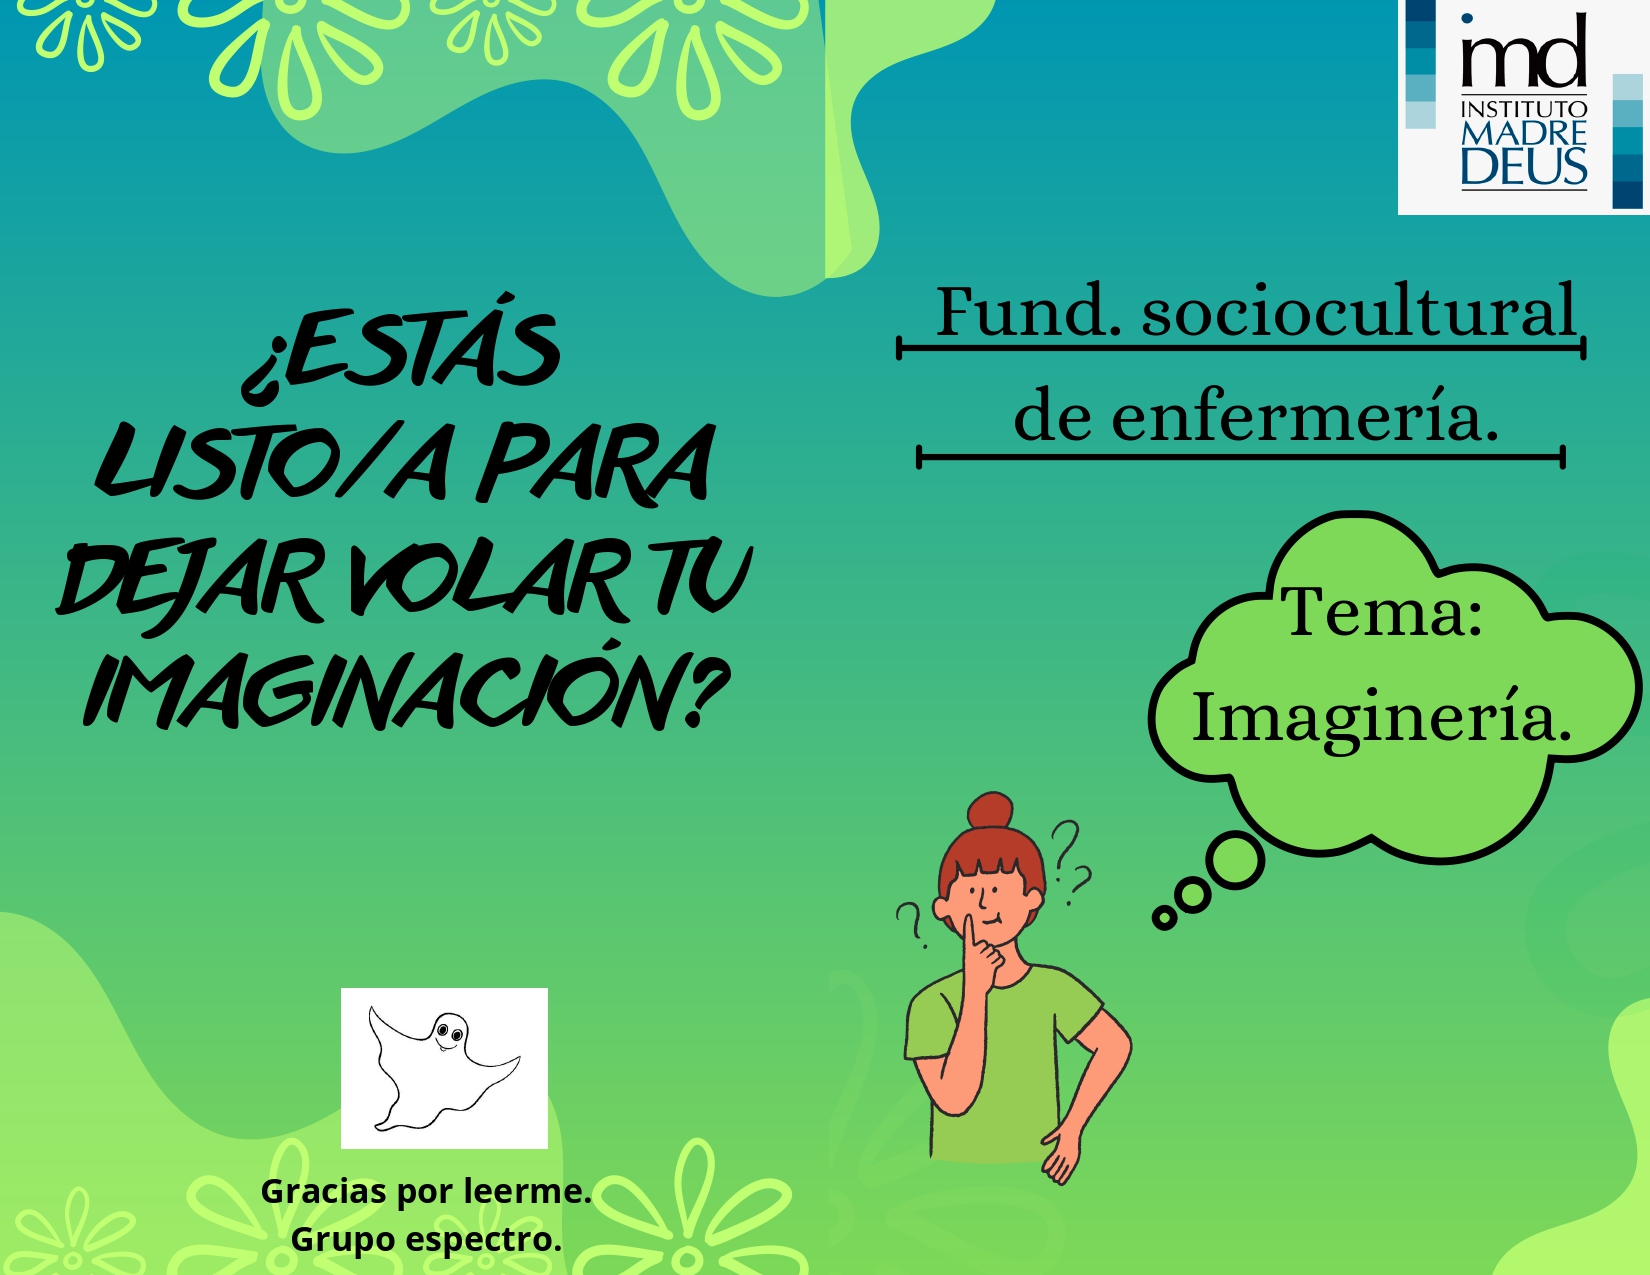 ¿ESTÁS
LISTO/A PARA
DEJAR VOLAR TU
IMAGINACIÓN?
Gracias por leerme.
Grupo espectro.
imd
INSTITUTO
MADRE
DEUS
Fund. sociocultural
de enfermería.
Tema:
Imaginería.
? ? ?